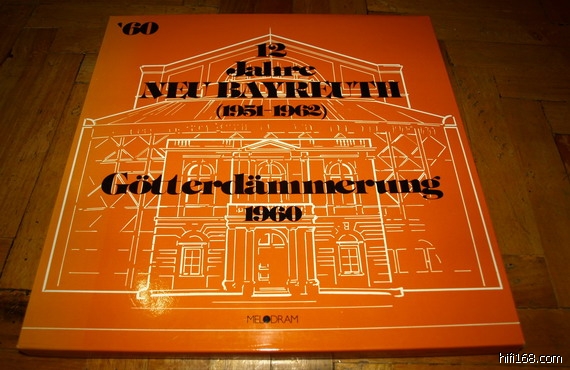 '60
12
Jahre
NEU BAYREUTH
(1951-1962)
Götterdämmerung
1960
MELODRAM
hifi168.com